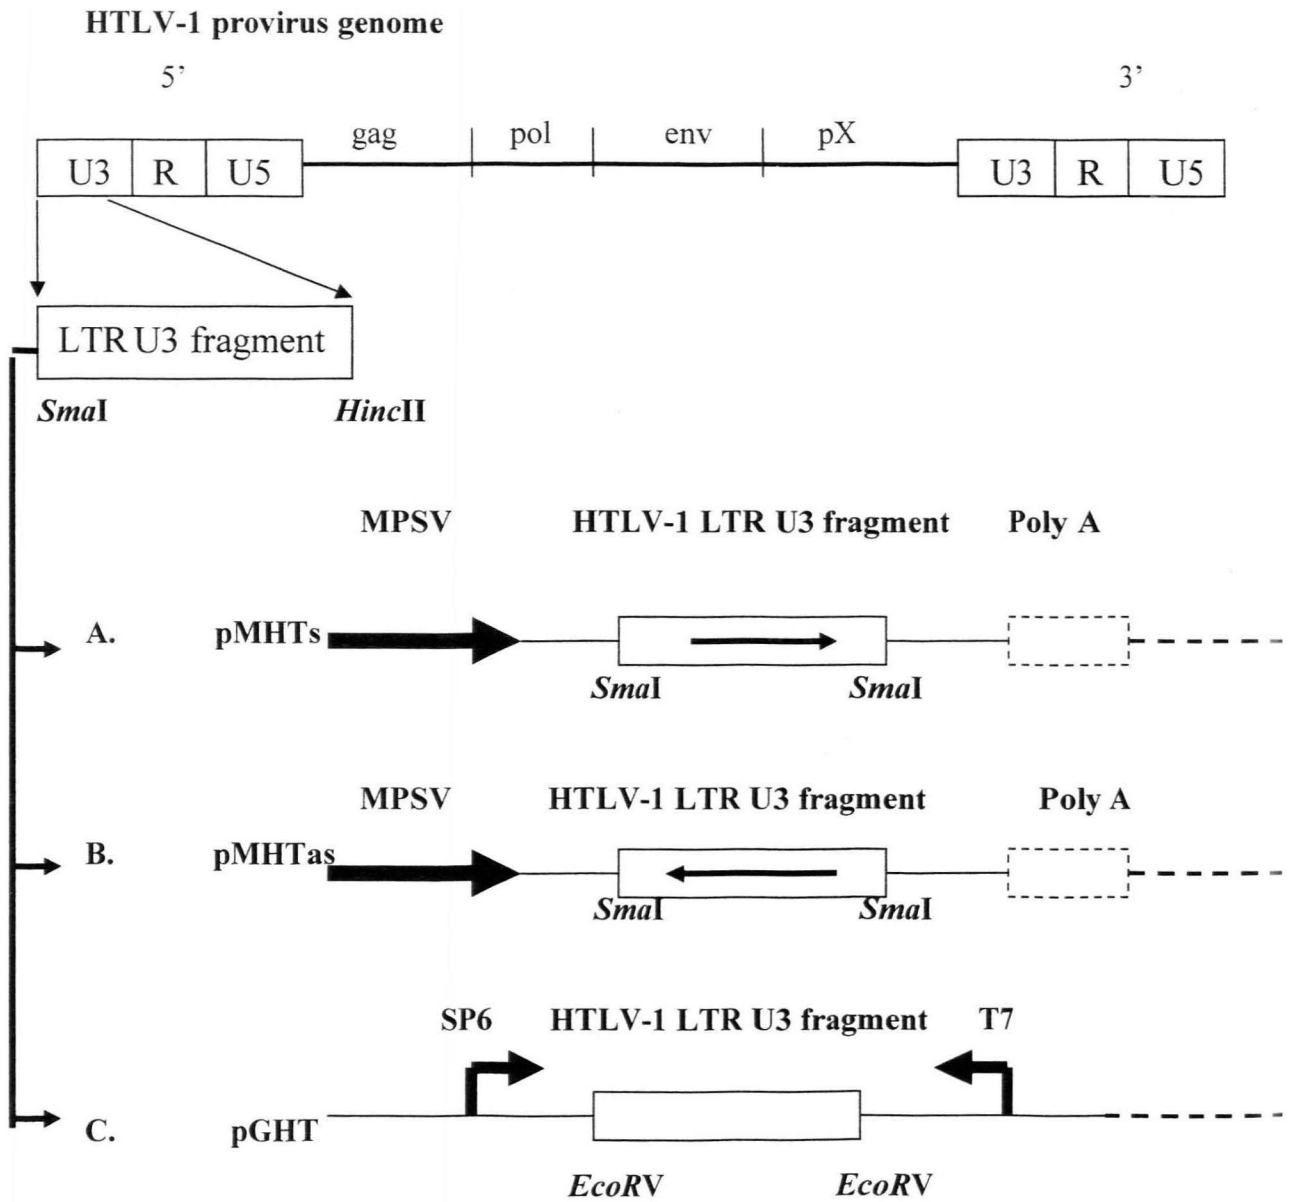 HTLV-1 provirus genome
5’ 3’
gag pol env pX
U3 R U5 U3 R U5
LTR U3 fragment
SmaI HincII
MPSV HTLV-1 LTR U3 fragment Poly A
A. pMHTs
SmaI SmaI
MPSV HTLV-1 LTR U3 fragment Poly A
B. pMHTas
SmaI SmaI
SP6 HTLV-1 LTR U3 fragment T7
C. pGHT
EcoRV EcoRV